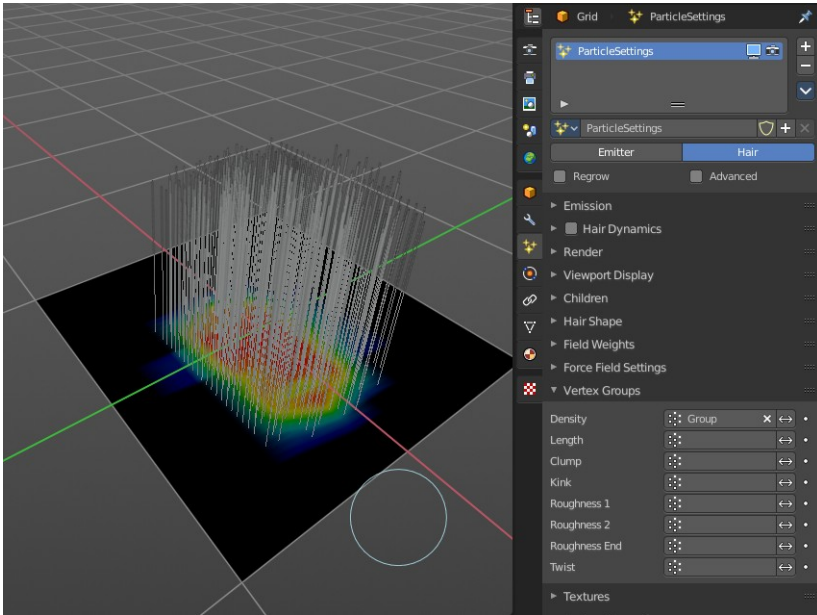 Grid ParticleSettings
ParticleSettings
ParticleSettings
Emitter Hair
Regrow Advanced
Emission
Hair Dynamics
Render
Viewport Display
Children
Hair Shape
Field Weights
Force Field Settings
Vertex Groups
Density Group
Length
Clump
Kink
Roughness 1
Roughness 2
Roughness End
Twist
Textures